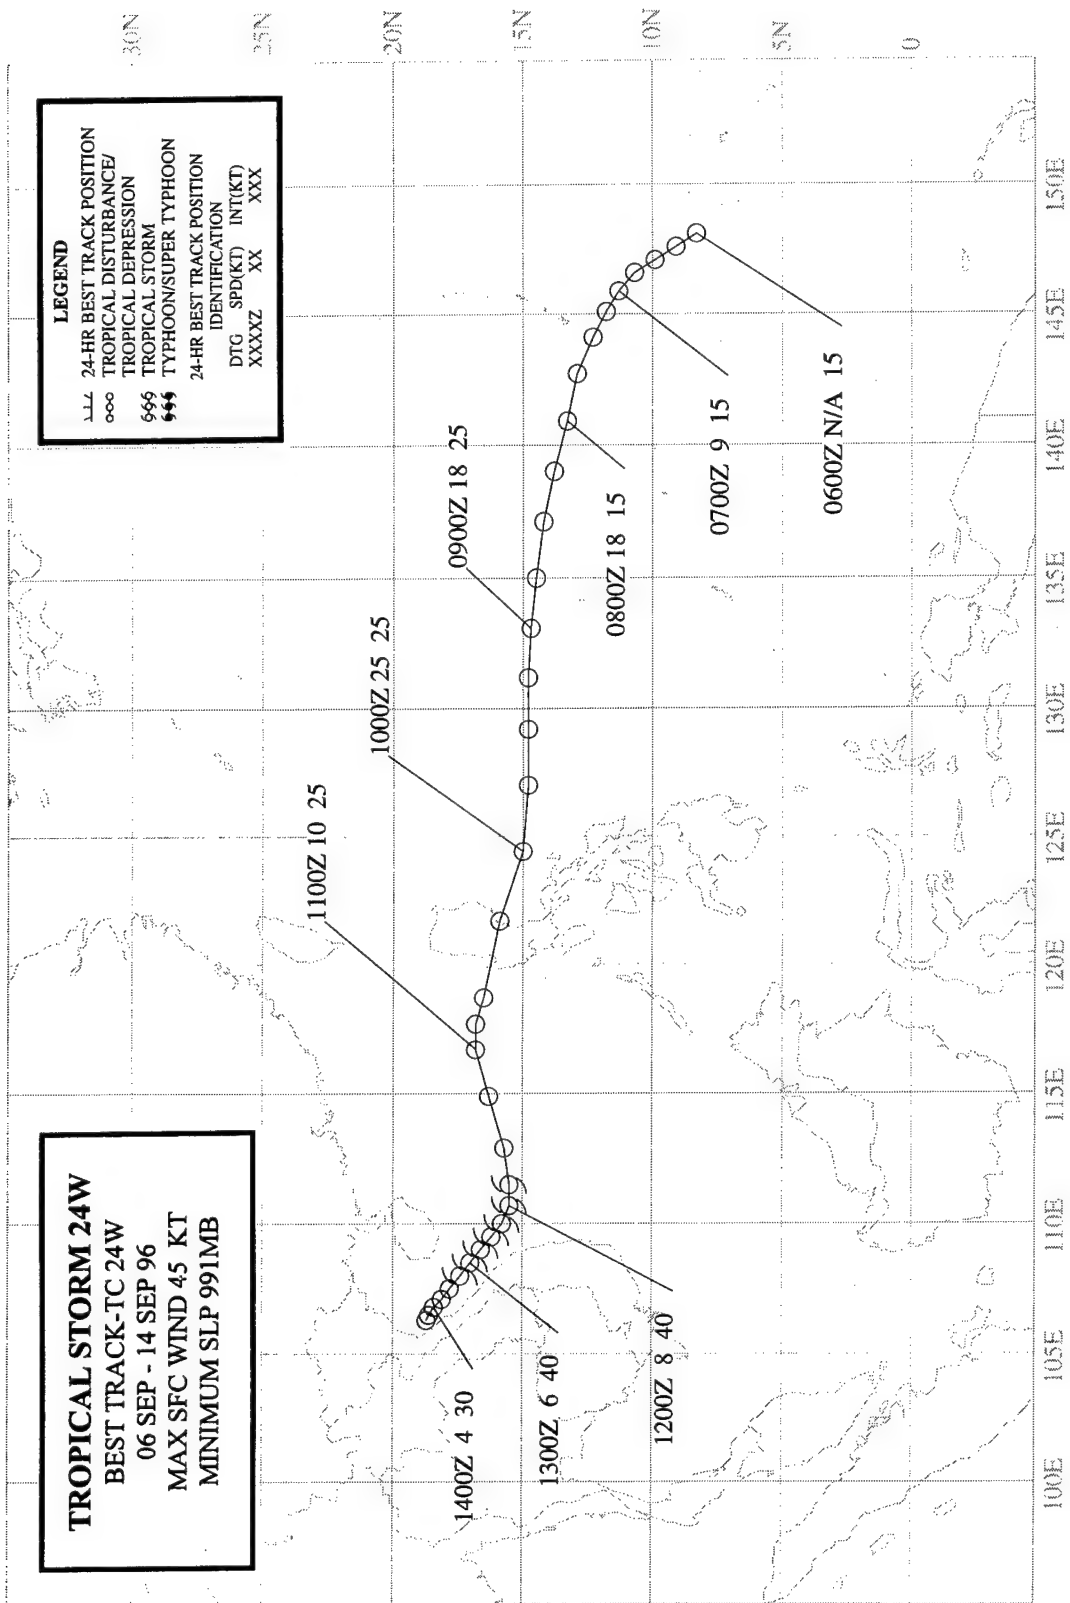 TROPICAL STORM 24W
BEST TRACK-TC 24W
06 SEP - 14 SEP 96
MAX SFC WIND 45 KT
MINIMUM SLP 991MB
LEGEND
24-HR BEST TRACK POSITION
TROPICAL DISTURBANCE/
TROPICAL DEPRESSION
TROPICAL STORM
TYPHOON/SUPER TYPHOON
24-HR BEST TRACK POSITION
IDENTIFICATION
DTG SPD(KT) INT(KT)
XXXXZ XX XXX
30N
25N
20N
15N
10N
5N
0
1100Z 10 25
1000Z 25 25
0900Z 18 25
1400Z 4 30
1300Z 6 40
1200Z 8 40
0800Z 18 15
0700Z 9 15
0600Z N/A 15
100E
105E
110E
115E
120E
125E
130E
135E
140E
145E
150E